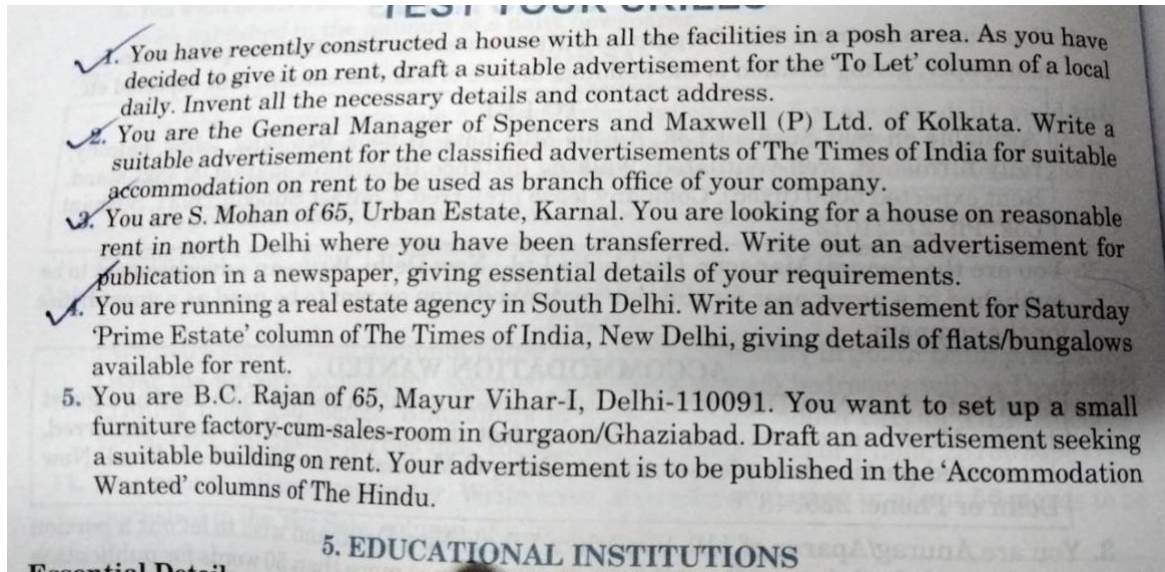 TEST YOUR SKILLS
1. You have recently constructed a house with all the facilities in a posh area. As you have
decided to give it on rent, draft a suitable advertisement for the ‘To Let’ column of a local
daily. Invent all the necessary details and contact address.
2. You are the General Manager of Spencers and Maxwell (P) Ltd. of Kolkata. Write a
suitable advertisement for the classified advertisements of The Times of India for suitable
accommodation on rent to be used as branch office of your company.
3. You are S. Mohan of 65, Urban Estate, Karnal. You are looking for a house on reasonable
rent in north Delhi where you have been transferred. Write out an advertisement for
publication in a newspaper, giving essential details of your requirements.
4. You are running a real estate agency in South Delhi. Write an advertisement for Saturday
‘Prime Estate’ column of The Times of India, New Delhi, giving details of flats/bungalows
available for rent.
5. You are B.C. Rajan of 65, Mayur Vihar-I, Delhi-110091. You want to set up a small
furniture factory-cum-sales-room in Gurgaon/Ghaziabad. Draft an advertisement seeking
a suitable building on rent. Your advertisement is to be published in the ‘Accommodation
Wanted’ columns of The Hindu.
5. EDUCATIONAL INSTITUTIONS
Essential Detail